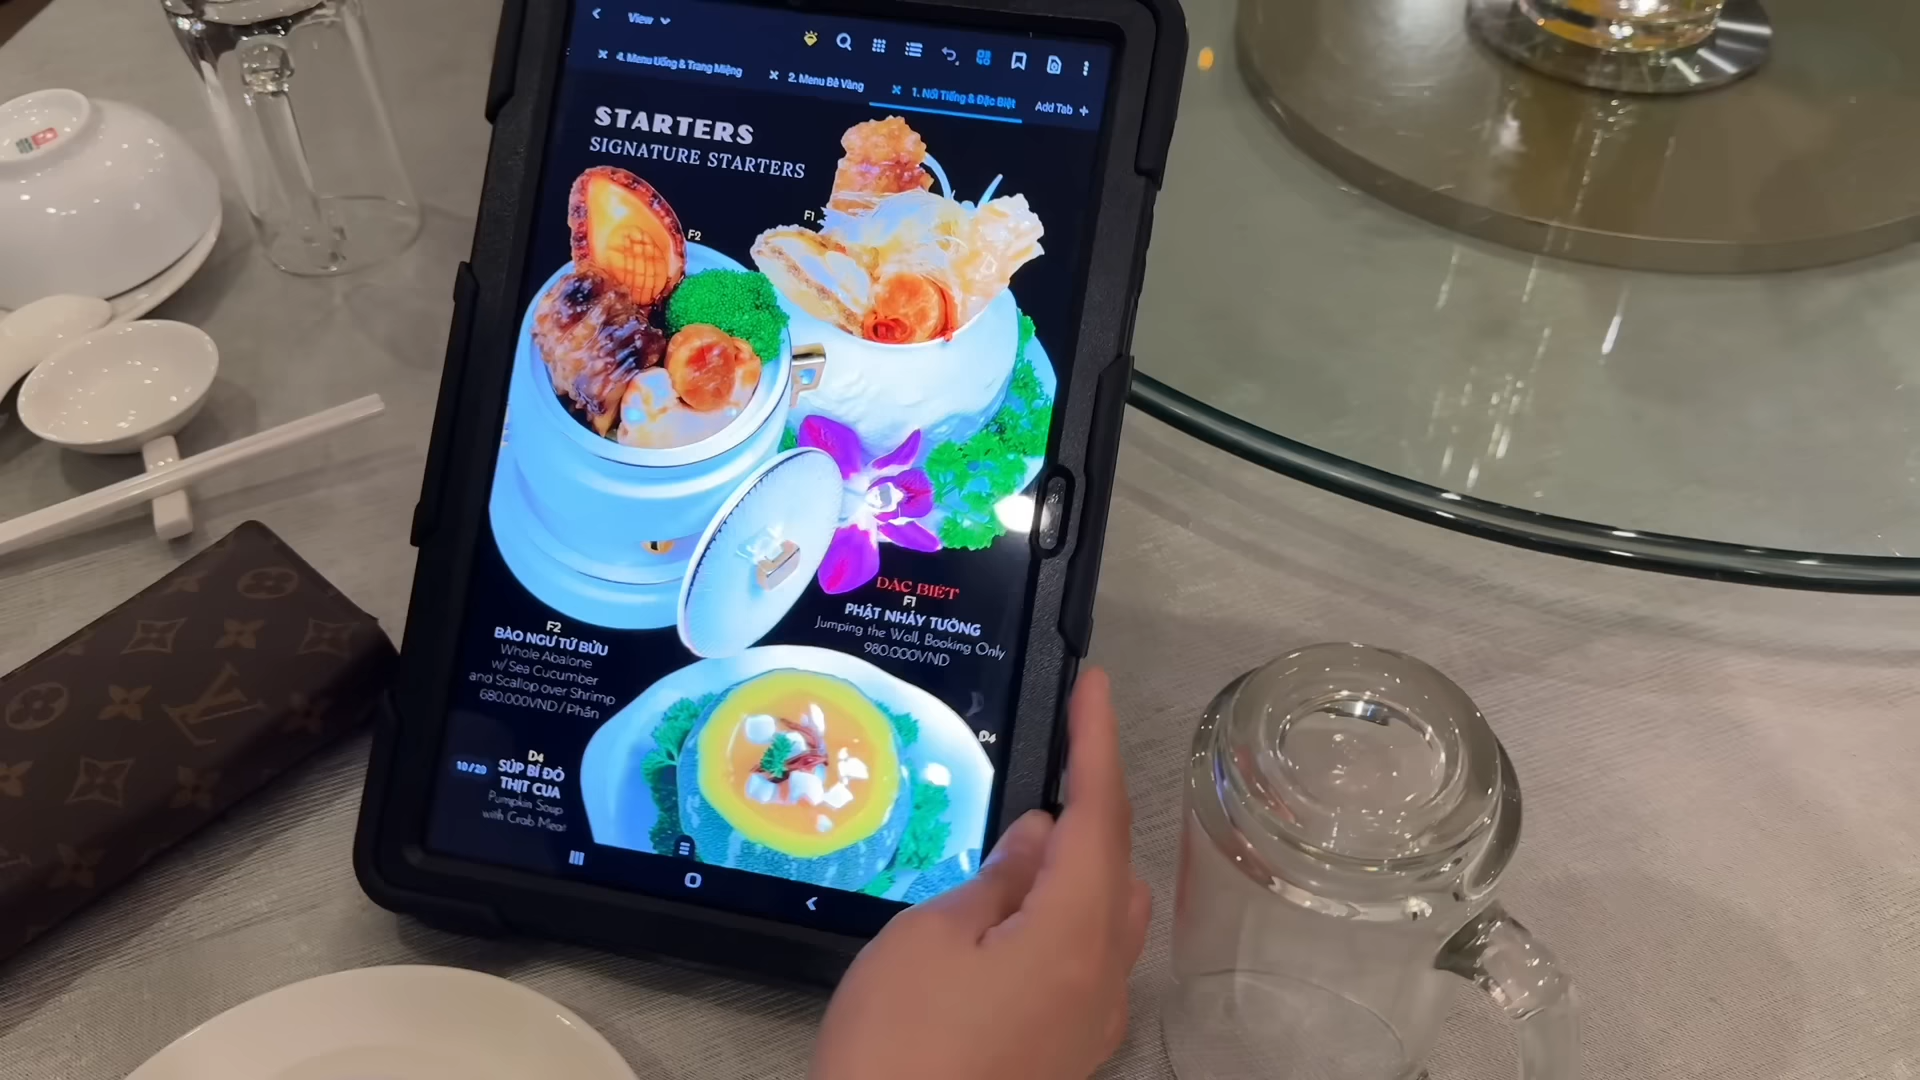 View
4. Menu Uống & Trang Miệng
2. Menu Bê Vàng
1. Nổi Tiếng & Đặc Biệt
Add Tab +
STARTERS
SIGNATURE STARTERS
F1
F2
ĐẶC BIỆT
F1
PHẬT NHẢY TƯỜNG
Jumping the Wall, Booking Only
980.000VND
F2
BÀO NGƯ TỨ BỬU
Whole Abalone
w/ Sea Cucumber
and Scallop over Shrimp
680.000VND / Phần
D4
D4
SÚP BÍ ĐỎ
THỊT CUA
Pumpkin Soup
with Crab Meat
10/20